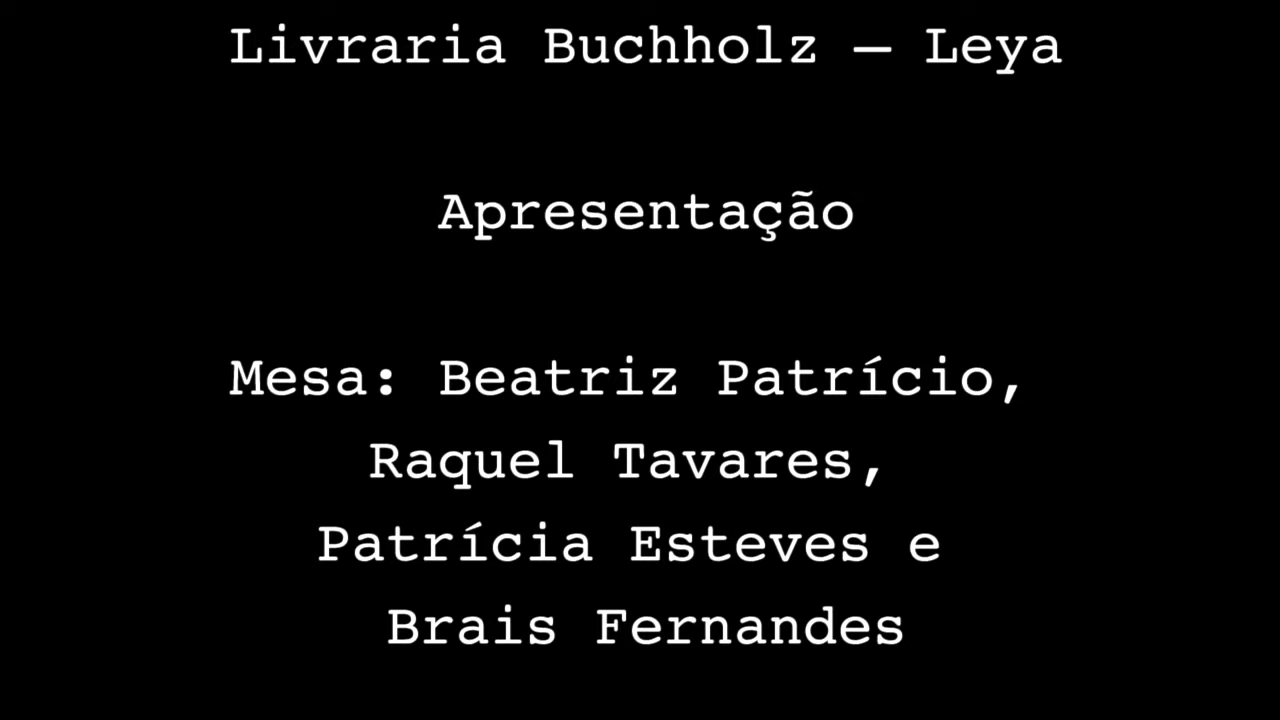 Livraria Buchholz – Leya
Apresentação
Mesa: Beatriz Patrício,
Raquel Tavares,
Patrícia Esteves e
Brais Fernandes